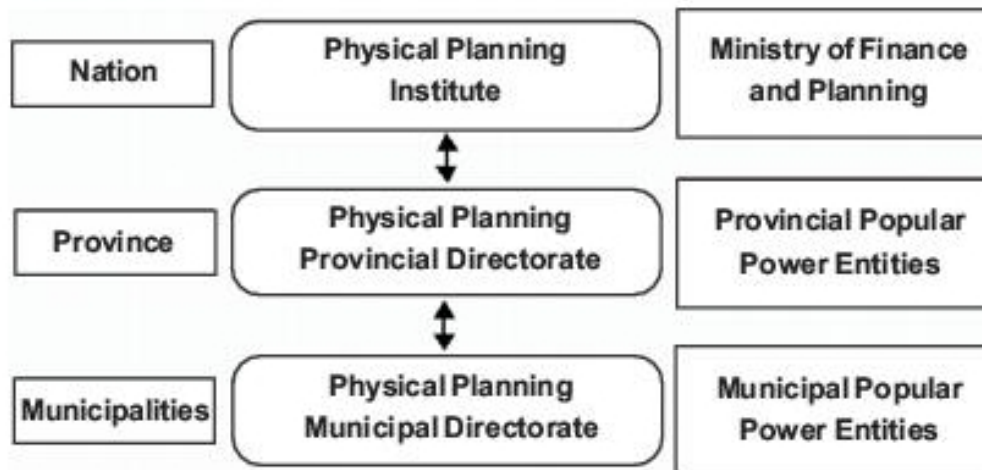 Nation
Physical Planning
Institute
Ministry of Finance
and Planning
Province
Physical Planning
Provincial Directorate
Provincial Popular
Power Entities
Municipalities
Physical Planning
Municipal Directorate
Municipal Popular
Power Entities